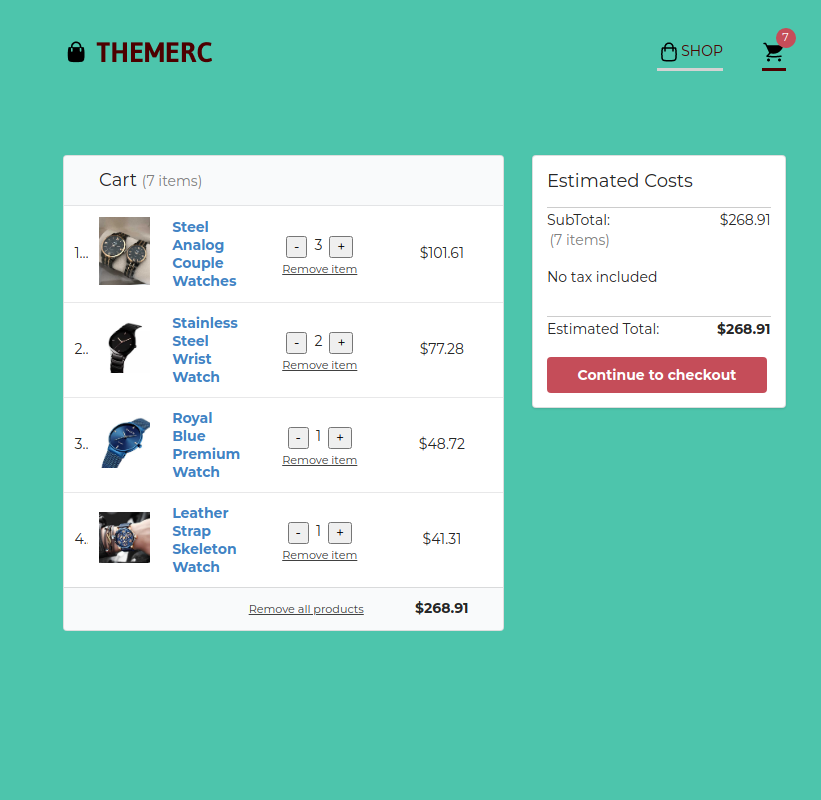 THEMERC
SHOP
7
Cart (7 items)
1...
Steel
Analog
Couple
Watches
- 3 +
Remove item
$101.61
2..
Stainless
Steel
Wrist
Watch
- 2 +
Remove item
$77.28
3..
Royal
Blue
Premium
Watch
- 1 +
Remove item
$48.72
4..
Leather
Strap
Skeleton
Watch
- 1 +
Remove item
$41.31
Remove all products $268.91
Estimated Costs
SubTotal: $268.91
(7 items)
No tax included
Estimated Total: $268.91
Continue to checkout